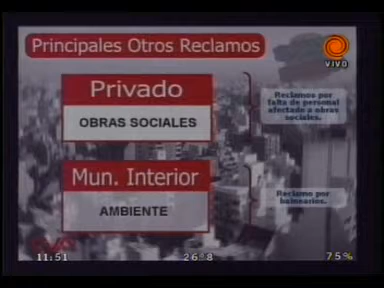 Principales Otros Reclamos
VIVO
Privado
OBRAS SOCIALES
Reclamos por
falta de personal
afectado a obras
sociales.
Mun. Interior
AMBIENTE
Reclamo por
balnearios.
11:51
26°8
75%